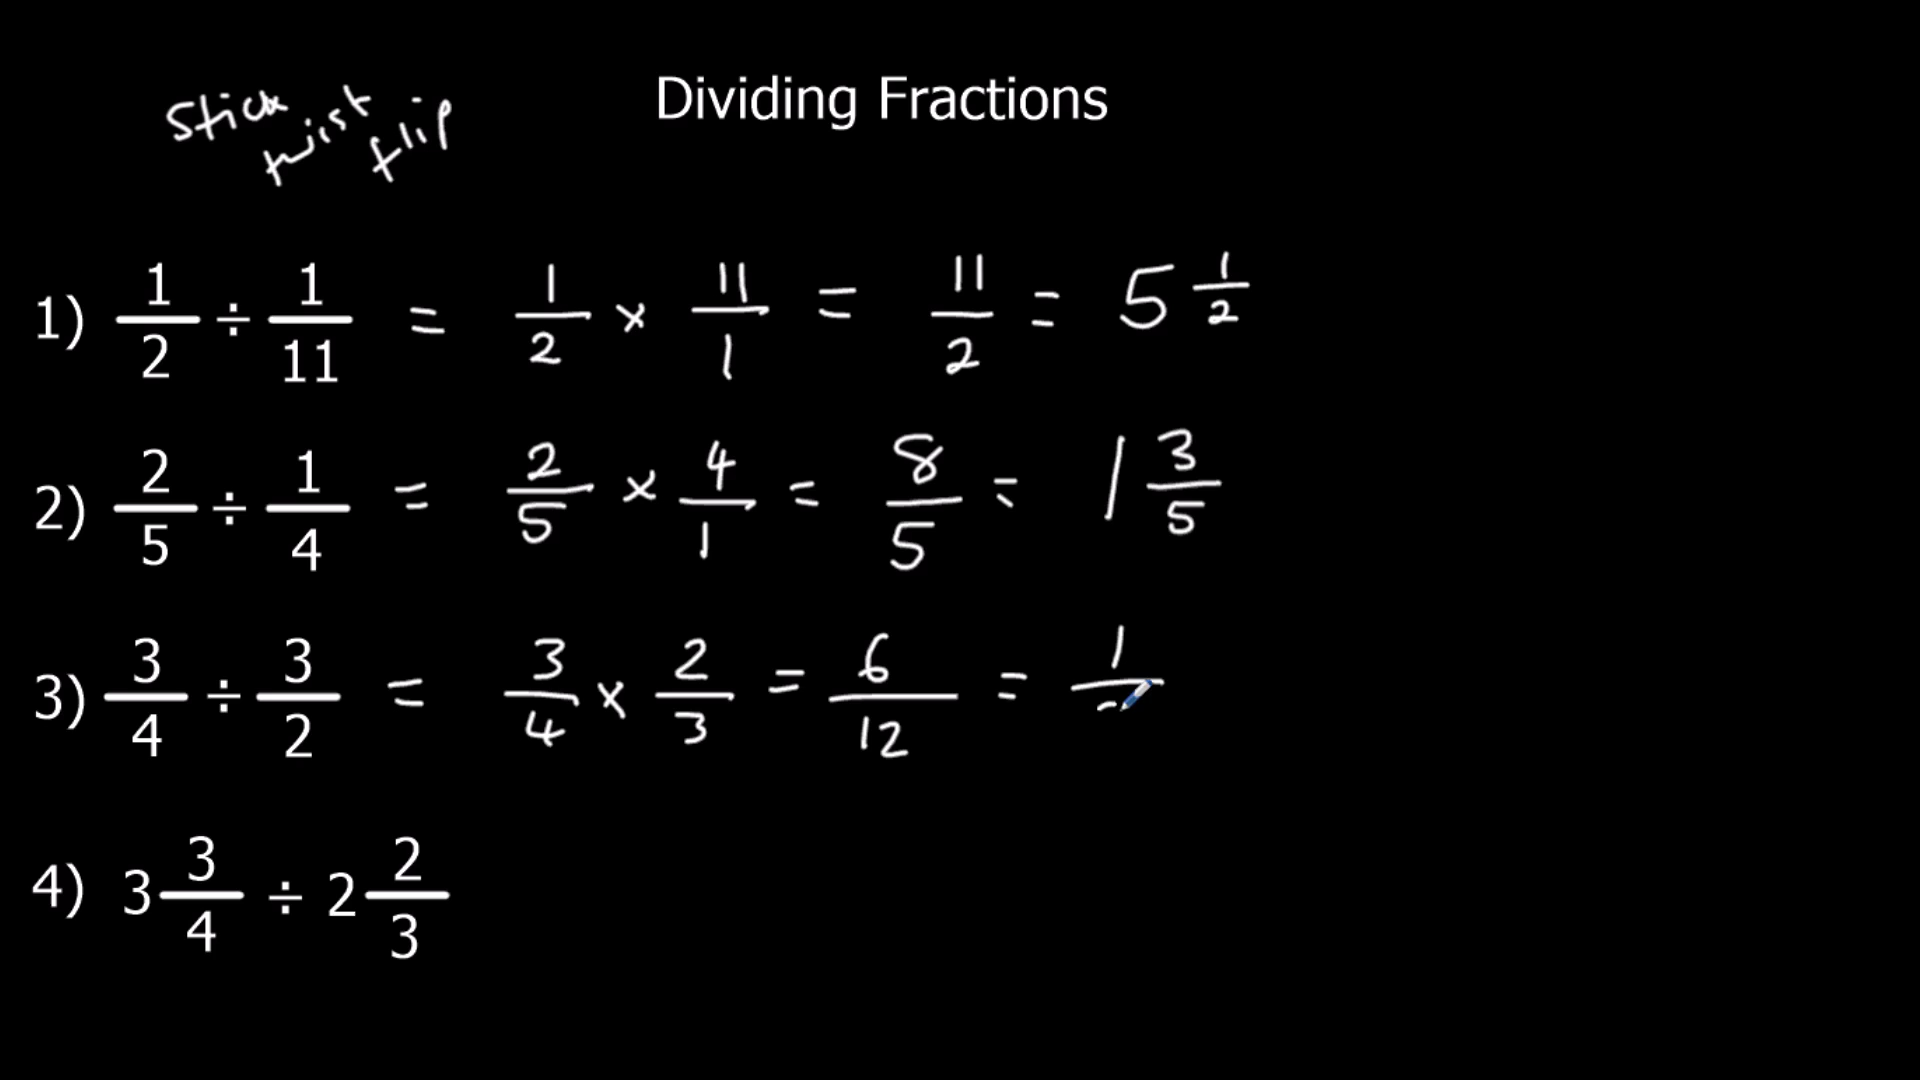 Dividing Fractions
stick
twist
flip
1) 1/2 ÷ 1/11 = 1/2 × 11/1 = 11/2 = 5 1/2
2) 2/5 ÷ 1/4 = 2/5 × 4/1 = 8/5 = 1 3/5
3) 3/4 ÷ 3/2 = 3/4 × 2/3 = 6/12 = 1/
4) 3 3/4 ÷ 2 2/3